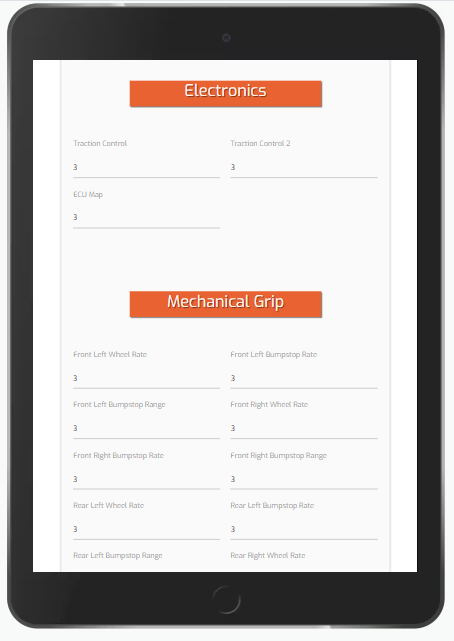 Electronics
Traction Control
Traction Control 2
3
3
ECU Map
3
Mechanical Grip
Front Left Wheel Rate
Front Left Bumpstop Rate
3
3
Front Left Bumpstop Range
Front Right Wheel Rate
3
3
Front Right Bumpstop Rate
Front Right Bumpstop Range
3
3
Rear Left Wheel Rate
Rear Left Bumpstop Rate
3
3
Rear Left Bumpstop Range
Rear Right Wheel Rate